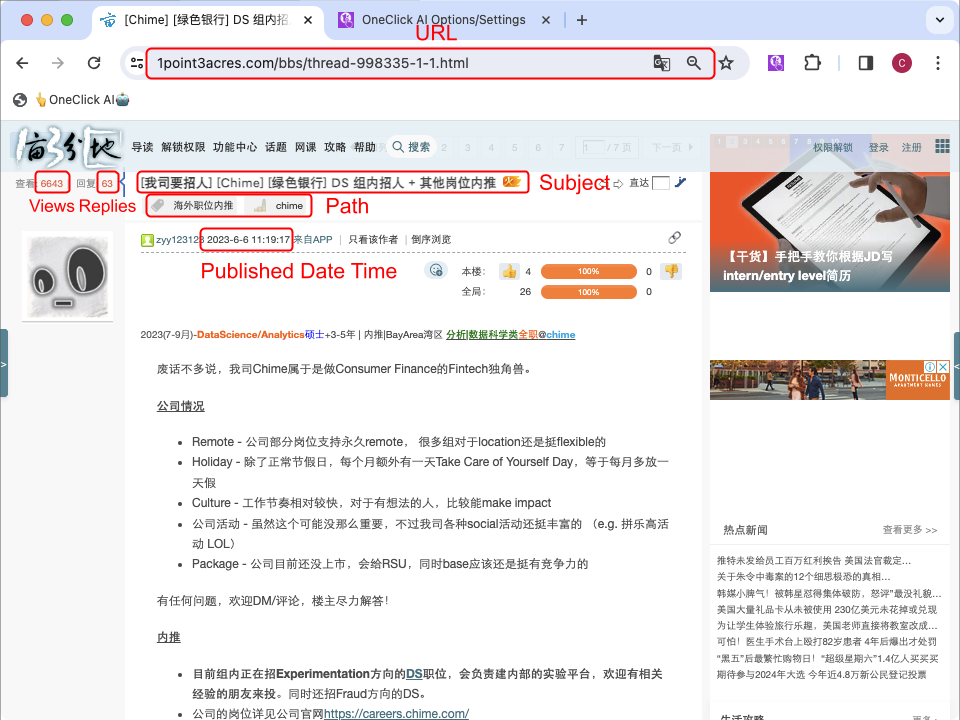 [Chime] [绿色银行] DS 组内招
OneClick AI Options/Settings
URL
1point3acres.com/bbs/thread-998335-1-1.html
C
👆OneClick AI🤖
导读 解锁权限 功能中心 话题 网课 攻略 帮助 搜索 2 3 4 5 6 7 1 / 7 页 下一页
1 2 3 4 5 6 7 8 9 10
权限解锁 登录 注册
查看: 6643 回复: 63
[我司要招人] [Chime] [绿色银行] DS 组内招人 + 其他岗位内推
Subject
直达
Views Replies
海外职位内推 chime
Path
zyy123123 2023-6-6 11:19:17 来自APP | 只看该作者 | 倒序浏览
Published Date Time
本楼: 4 100% 0
全局: 26 100% 0
2023(7-9月)-DataScience/Analytics硕士+3-5年 | 内推|BayArea湾区 分析|数据科学类全职@chime
废话不多说，我司Chime属于是做Consumer Finance的Fintech独角兽。
公司情况
• Remote - 公司部分岗位支持永久remote， 很多组对于location还是挺flexible的
• Holiday - 除了正常节假日，每个月额外有一天Take Care of Yourself Day，等于每月多放一
天假
• Culture - 工作节奏相对较快，对于有想法的人，比较能make impact
• 公司活动 - 虽然这个可能没那么重要，不过我司各种social活动还挺丰富的 （e.g. 拼乐高活
动 LOL）
• Package - 公司目前还没上市，会给RSU，同时base应该还是挺有竞争力的
有任何问题，欢迎DM/评论，楼主尽力解答！
内推
• 目前组内正在招Experimentation方向的DS职位，会负责建内部的实验平台，欢迎有相关
经验的朋友来投。同时还招Fraud方向的DS。
• 公司的岗位详见公司官网https://careers.chime.com/
【干货】手把手教你根据JD写
intern/entry level简历
MONTICELLO
APARTMENT HOMES
热点新闻 查看更多 >>
推特未发给员工百万红利挨告 美国法官裁定…
关于朱令中毒案的12个细思极恐的真相…
韩媒小脾气！被韩星怼得集体破防，怒评“最没礼貌…
美国大量礼品卡从未被使用 230亿美元未花掉或兑现
为让学生体验旅行乐趣，美国老师直接将教室改成…
可怕！医生手术台上殴打82岁患者 4年后爆出才处罚
“黑五”后最繁忙购物日！“超级星期六”1.4亿人买买买
期待参与2024年大选 今年近4.8万新公民登记投票
生活攻略 更多